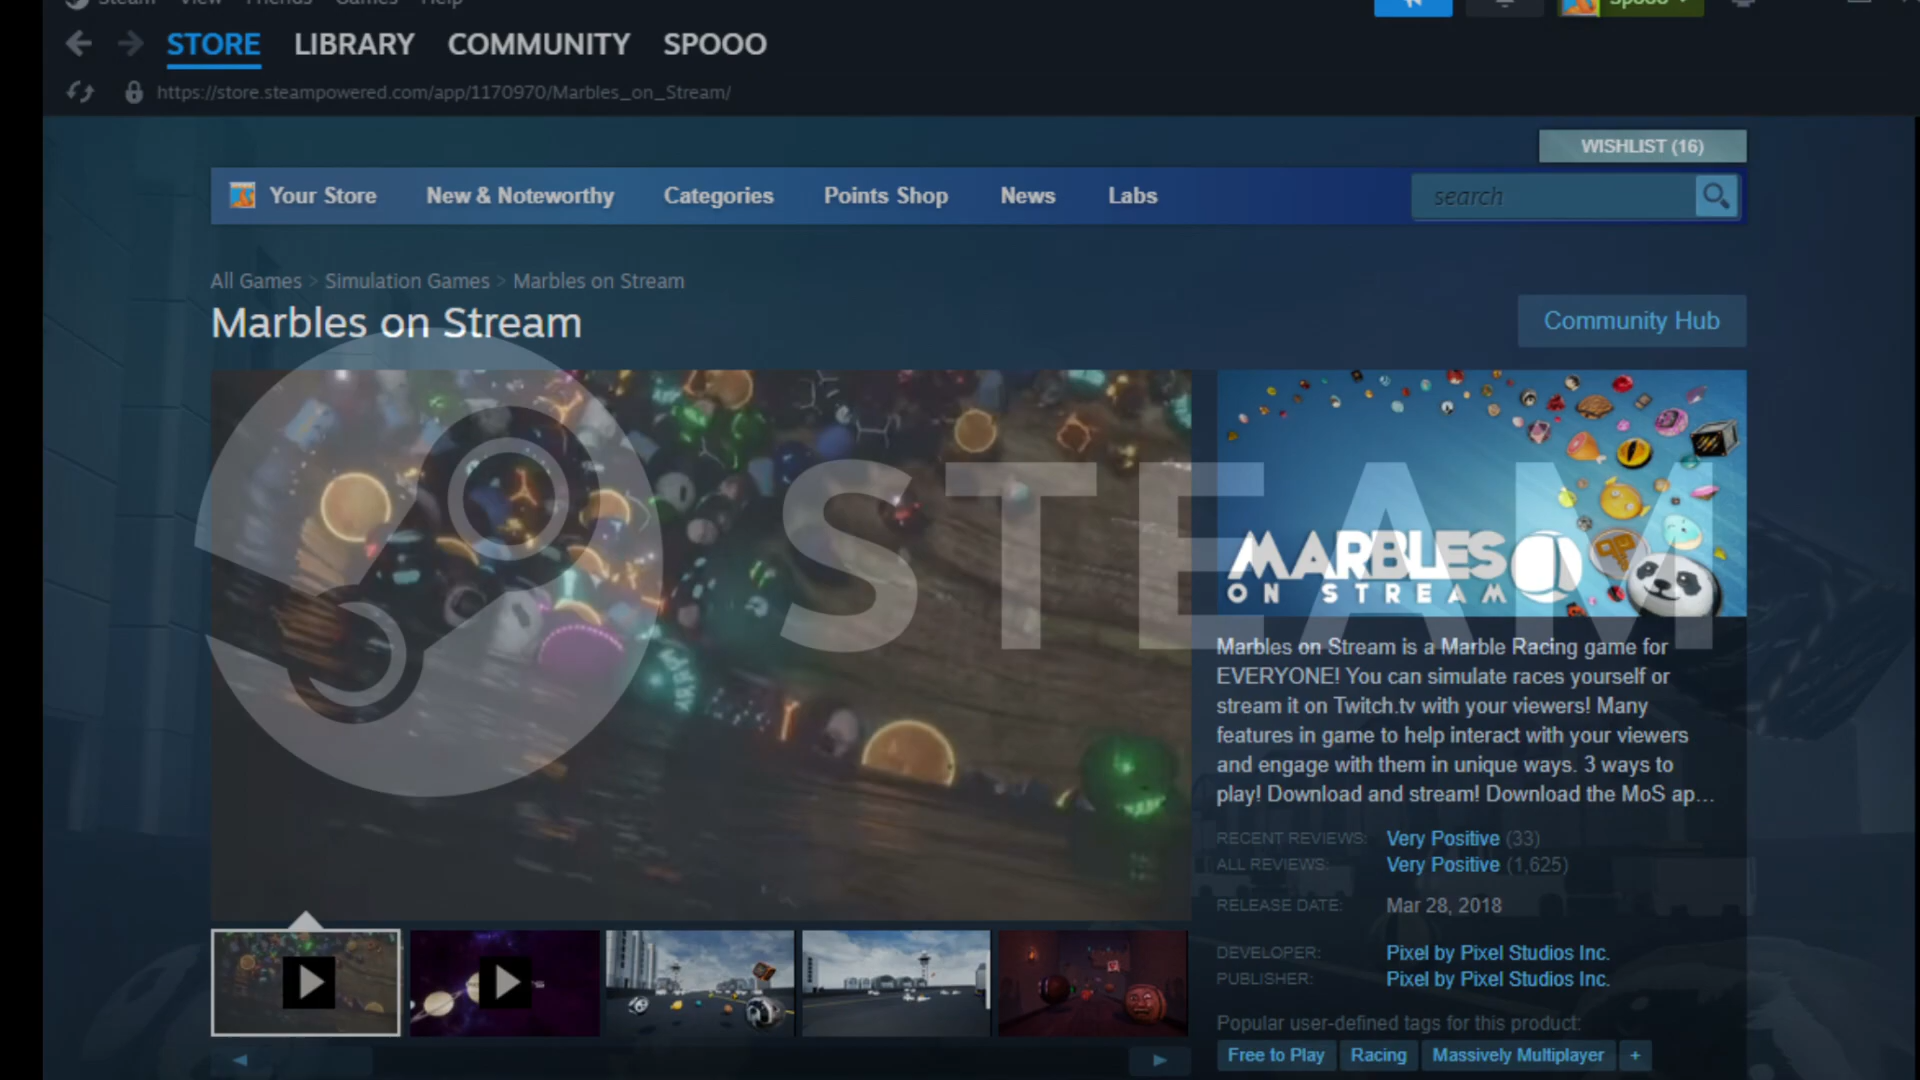 Steam View Friends Games Help
Spooo
STORE LIBRARY COMMUNITY SPOOO
https://store.steampowered.com/app/1170970/Marbles_on_Stream/
WISHLIST (16)
Your Store New & Noteworthy Categories Points Shop News Labs
search
All Games > Simulation Games > Marbles on Stream
Marbles on Stream
Community Hub
STEAM
MARBLES
ON STREAM
Marbles on Stream is a Marble Racing game for
EVERYONE! You can simulate races yourself or
stream it on Twitch.tv with your viewers! Many
features in game to help interact with your viewers
and engage with them in unique ways. 3 ways to
play! Download and stream! Download the MoS ap...
RECENT REVIEWS: Very Positive (33)
ALL REVIEWS: Very Positive (1,625)
RELEASE DATE: Mar 28, 2018
DEVELOPER: Pixel by Pixel Studios Inc.
PUBLISHER: Pixel by Pixel Studios Inc.
Popular user-defined tags for this product:
Free to Play Racing Massively Multiplayer +